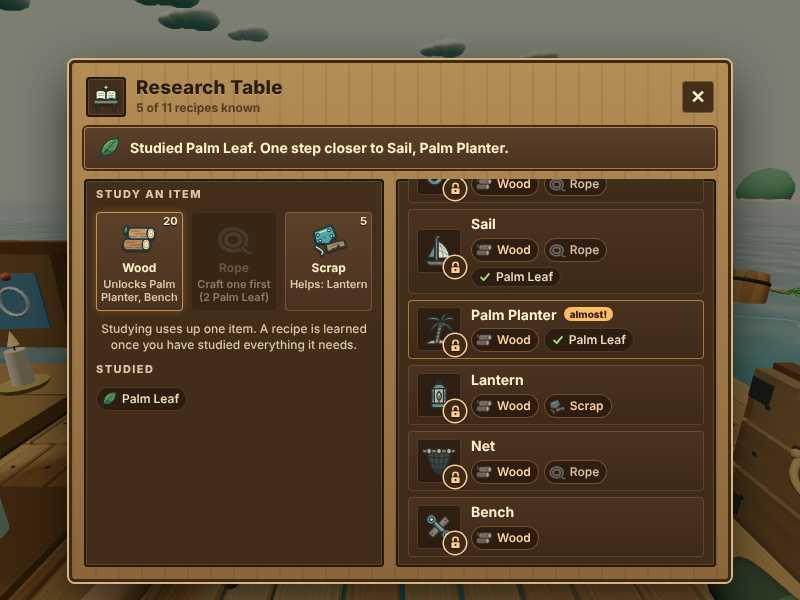 Research Table
5 of 11 recipes known
Studied Palm Leaf. One step closer to Sail, Palm Planter.
STUDY AN ITEM
20
Wood
Unlocks Palm
Planter, Bench
Rope
Craft one first
(2 Palm Leaf)
5
Scrap
Helps: Lantern
Studying uses up one item. A recipe is learned
once you have studied everything it needs.
STUDIED
Palm Leaf
Wood Rope
Sail
Wood Rope
Palm Leaf
Palm Planter almost!
Wood Palm Leaf
Lantern
Wood Scrap
Net
Wood Rope
Bench
Wood